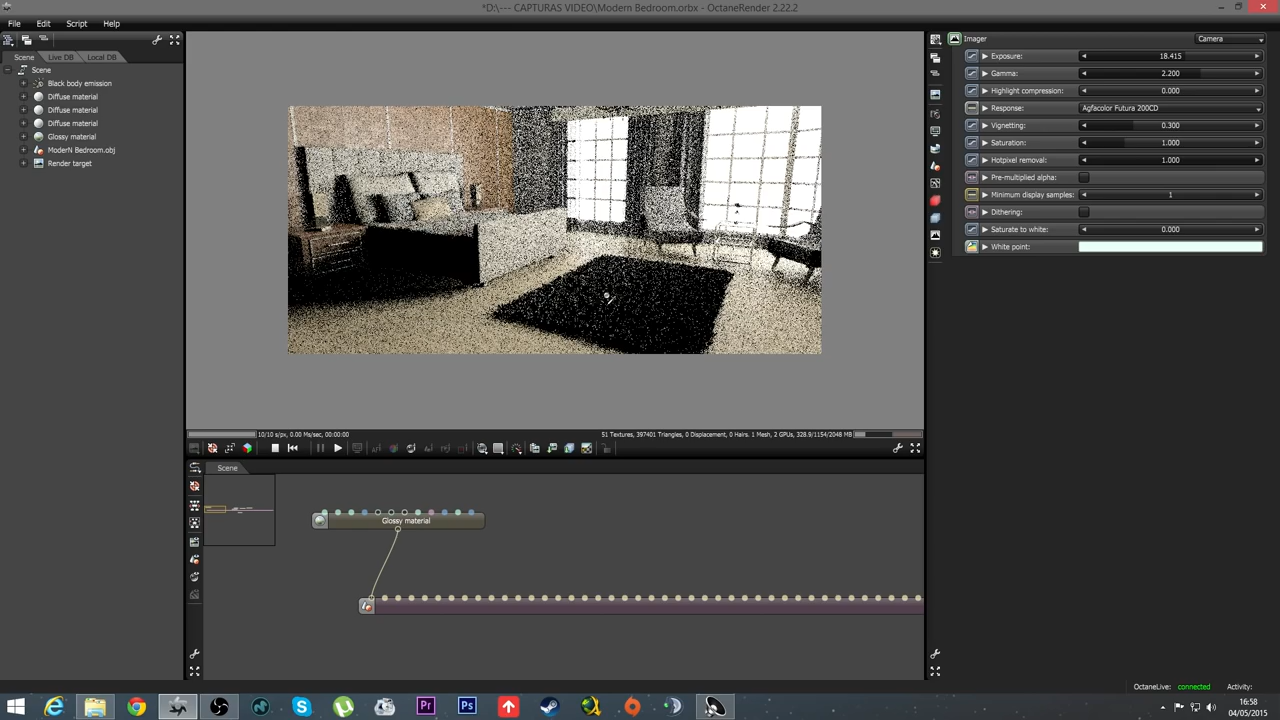 *D:\--- CAPTURAS VIDEO\Modern Bedroom.orbx - OctaneRender 2.22.2
File Edit Script Help
Scene Live DB Local DB
Scene
Black body emission
Diffuse material
Diffuse material
Diffuse material
Glossy material
ModerN Bedroom.obj
Render target
Imager Camera
Exposure: 18.415
Gamma: 2.200
Highlight compression: 0.000
Response: Agfacolor Futura 200CD
Vignetting: 0.300
Saturation: 1.000
Hotpixel removal: 1.000
Pre-multiplied alpha:
Minimum display samples: 1
Dithering:
Saturate to white: 0.000
White point:
10/10 s/px, 0.00 Ms/sec, 00:00:00 51 Textures, 397401 Triangles, 0 Displacement, 0 Hairs. 1 Mesh, 2 GPUs, 328.9/1154/2048 MB
Scene
Glossy material
OctaneLive: connected Activity:
Pr Ps
16:58
04/05/2015